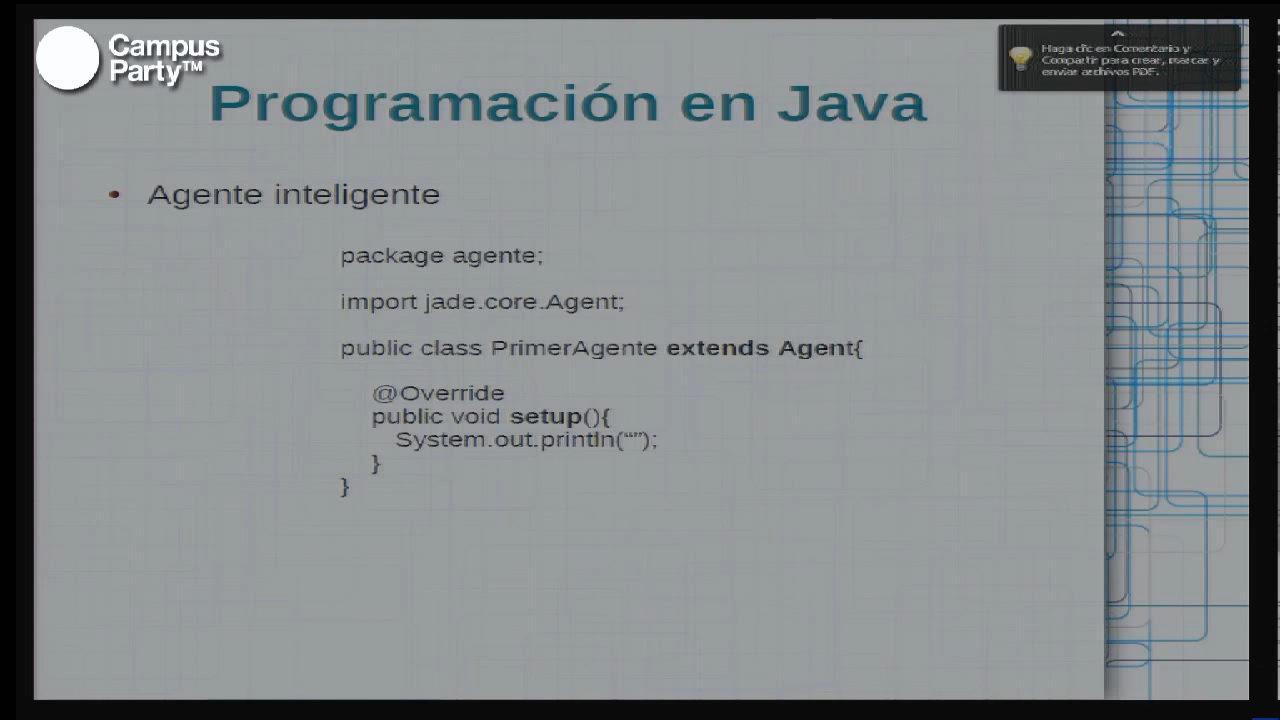 Campus
Party™
Haga clic en Comentario y
Compartir para crear, marcar y
enviar archivos PDF.
Programación en Java
• Agente inteligente
package agente;
import jade.core.Agent;
public class PrimerAgente extends Agent{
@Override
public void setup(){
System.out.println(“”);
}
}